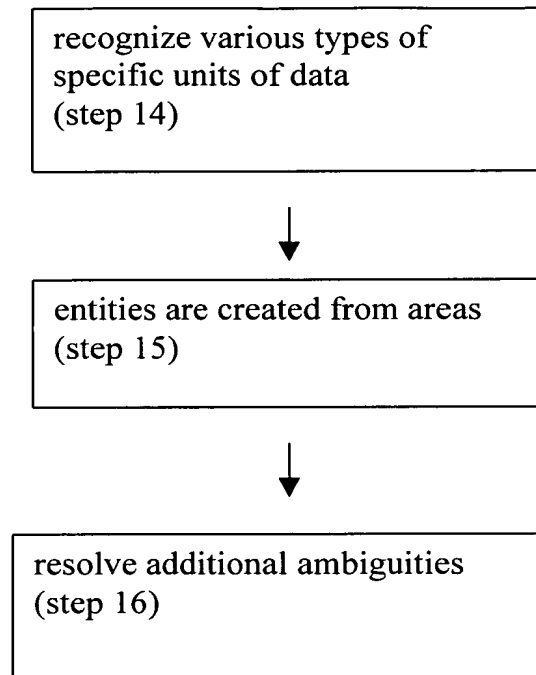 recognize various types of
specific units of data
(step 14)
entities are created from areas
(step 15)
resolve additional ambiguities
(step 16)